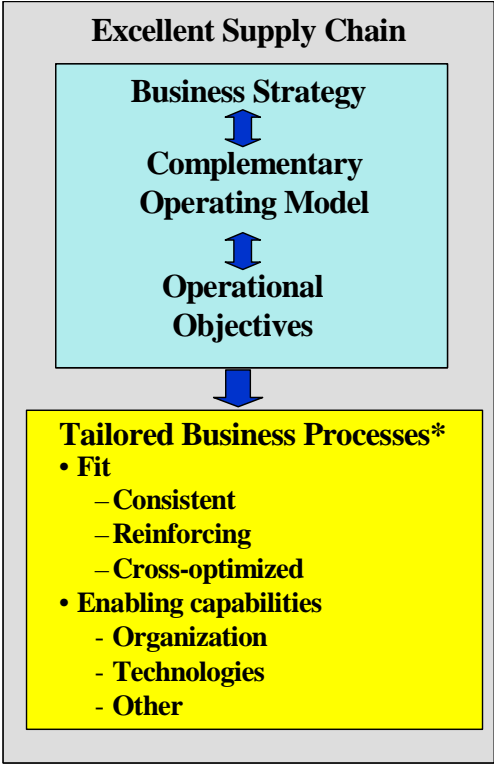 Excellent Supply Chain
Business Strategy
Complementary
Operating Model
Operational
Objectives
Tailored Business Processes*
• Fit
–Consistent
–Reinforcing
–Cross-optimized
• Enabling capabilities
- Organization
- Technologies
- Other